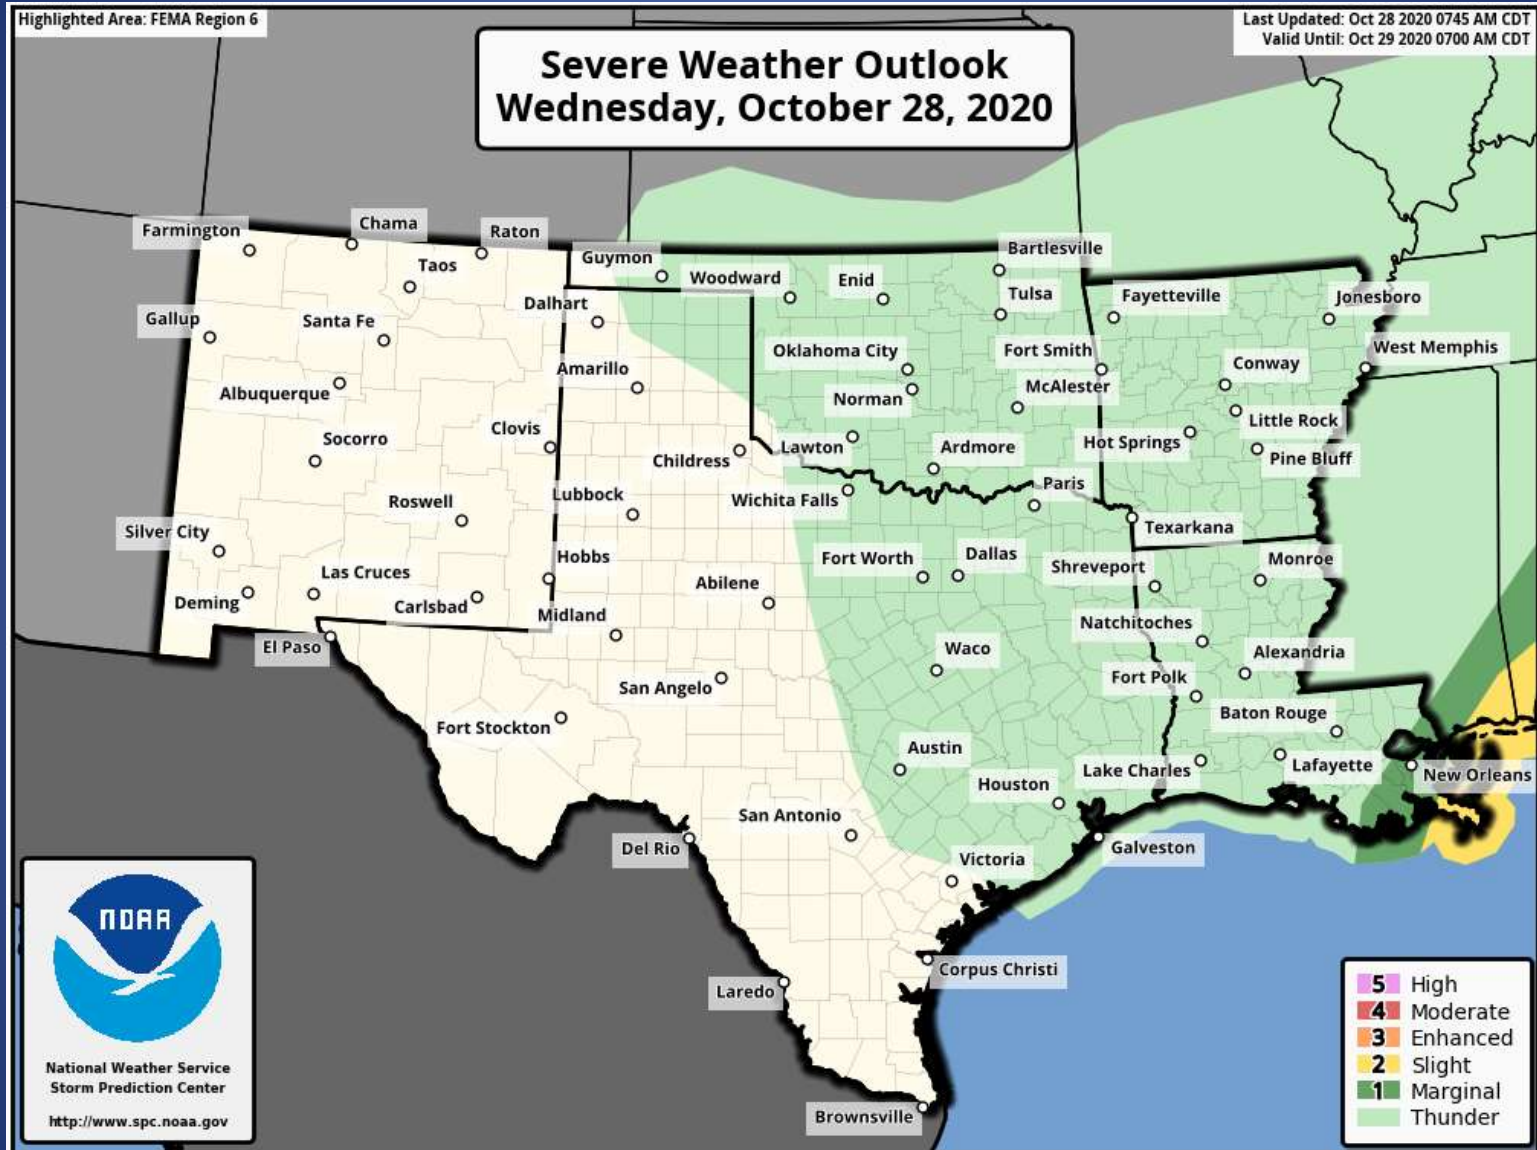 Highlighted Area: FEMA Region 6
Last Updated: Oct 28 2020 0745 AM CDT
Valid Until: Oct 29 2020 0700 AM CDT
Severe Weather Outlook
Wednesday, October 28, 2020
Farmington
Chama
Raton
Taos
Guymon
Woodward
Enid
Bartlesville
Tulsa
Fayetteville
Jonesboro
Gallup
Santa Fe
Dalhart
Albuquerque
Amarillo
Oklahoma City
Norman
Fort Smith
McAlester
Conway
West Memphis
Little Rock
Socorro
Clovis
Childress
Lawton
Ardmore
Hot Springs
Pine Bluff
Roswell
Lubbock
Wichita Falls
Paris
Texarkana
Silver City
Las Cruces
Hobbs
Abilene
Fort Worth
Dallas
Shreveport
Monroe
Deming
Carlsbad
Midland
Natchitoches
El Paso
San Angelo
Waco
Fort Polk
Alexandria
Fort Stockton
Baton Rouge
Austin
Houston
Lake Charles
Lafayette
New Orleans
San Antonio
Del Rio
Victoria
Galveston
Laredo
Corpus Christi
Brownsville
NOAA
National Weather Service
Storm Prediction Center
http://www.spc.noaa.gov
5 High
4 Moderate
3 Enhanced
2 Slight
1 Marginal
Thunder